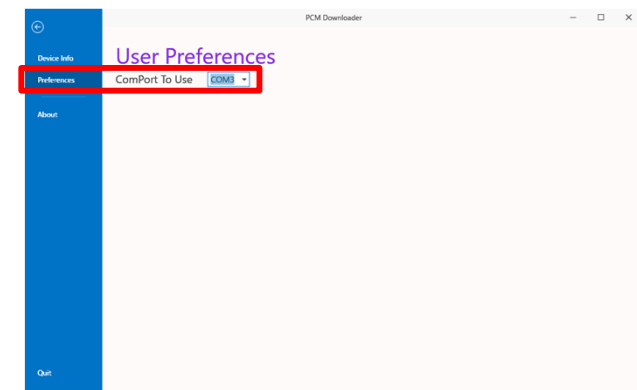 PCM Downloader
Device Info
User Preferences
Preferences
ComPort To Use COM3
About
Quit